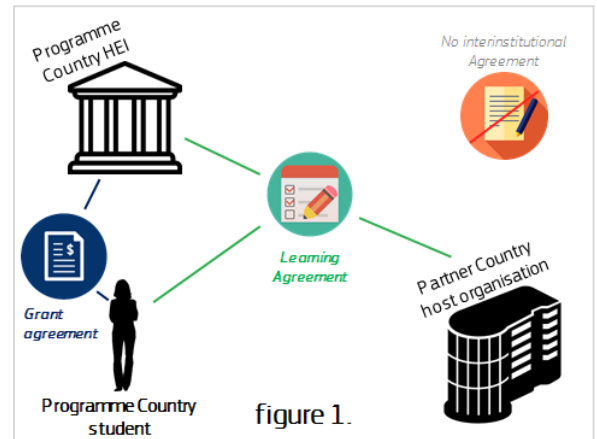 Programme
Country HEI
No interinstitutional
Agreement
$
Learning
Agreement
Partner Country
host organisation
Grant
agreement
Programme Country
student
figure 1.